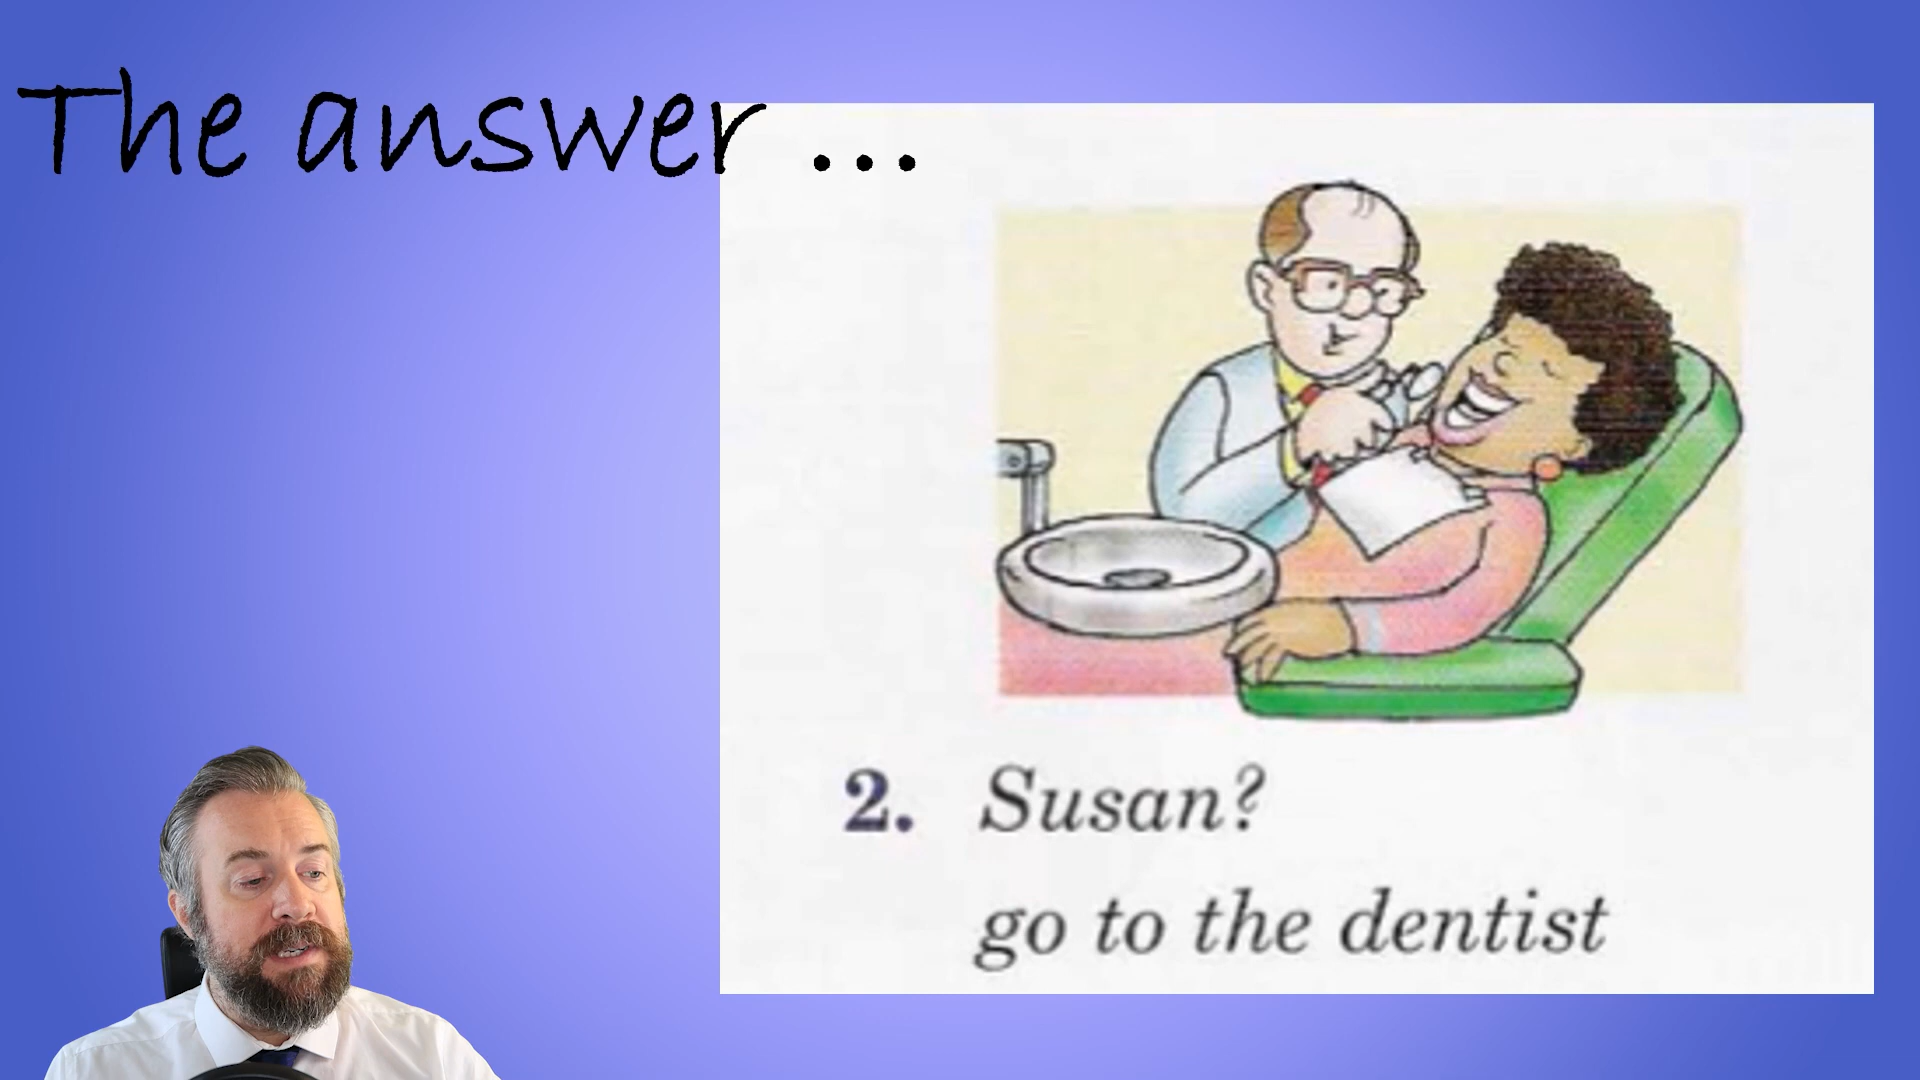 The answer ...
2. Susan?
go to the dentist